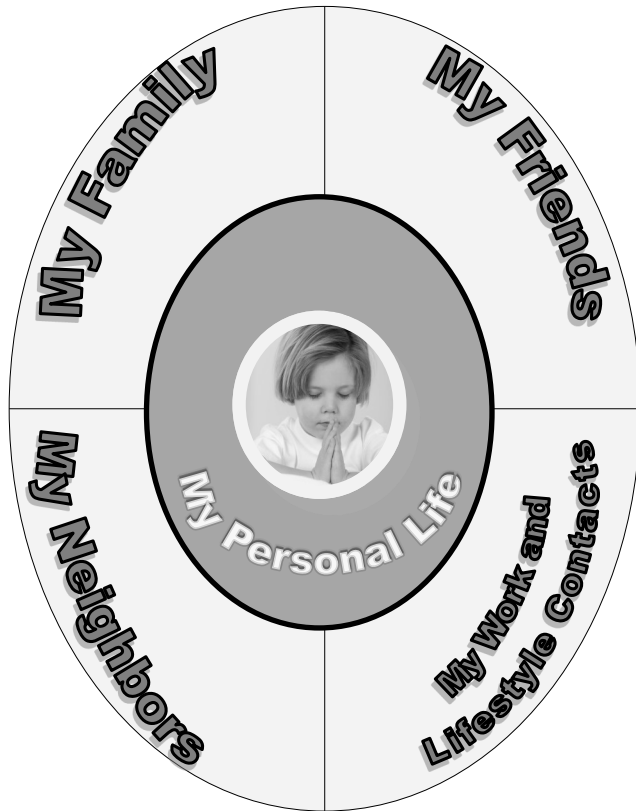 My Family
My Friends
My Personal Life
My Neighbors
My Work and
Lifestyle Contacts